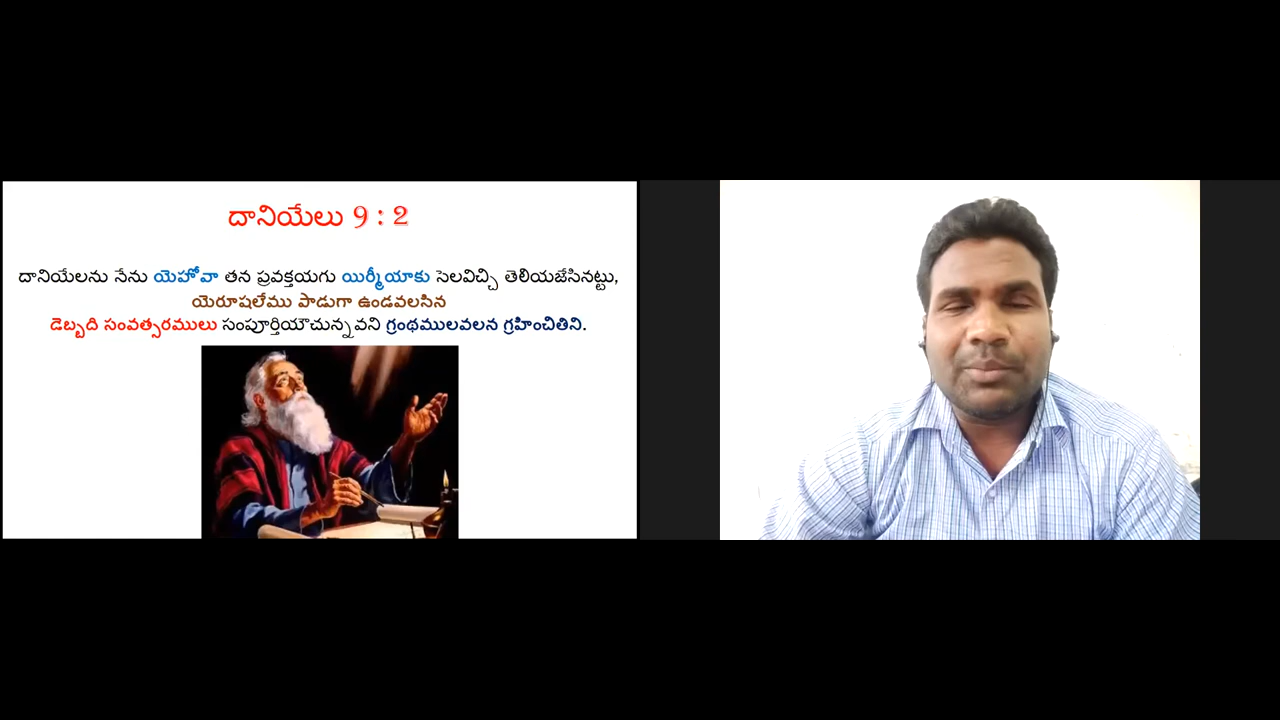 దానియేలు 9 : 2
దానియేలను నేను యెహోవా తన ప్రవక్తయగు యిర్మీయాకు సెలవిచ్చి తెలియజేసినట్టు,
యెరూషలేము పాడుగా ఉండవలసిన
డెబ్బది సంవత్సరములు సంపూర్తియౌచున్నవని గ్రంథములవలన గ్రహించితిని.